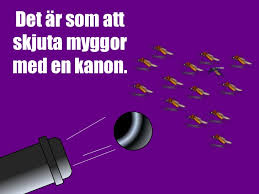 Det är som att
skjuta myggor
med en kanon.